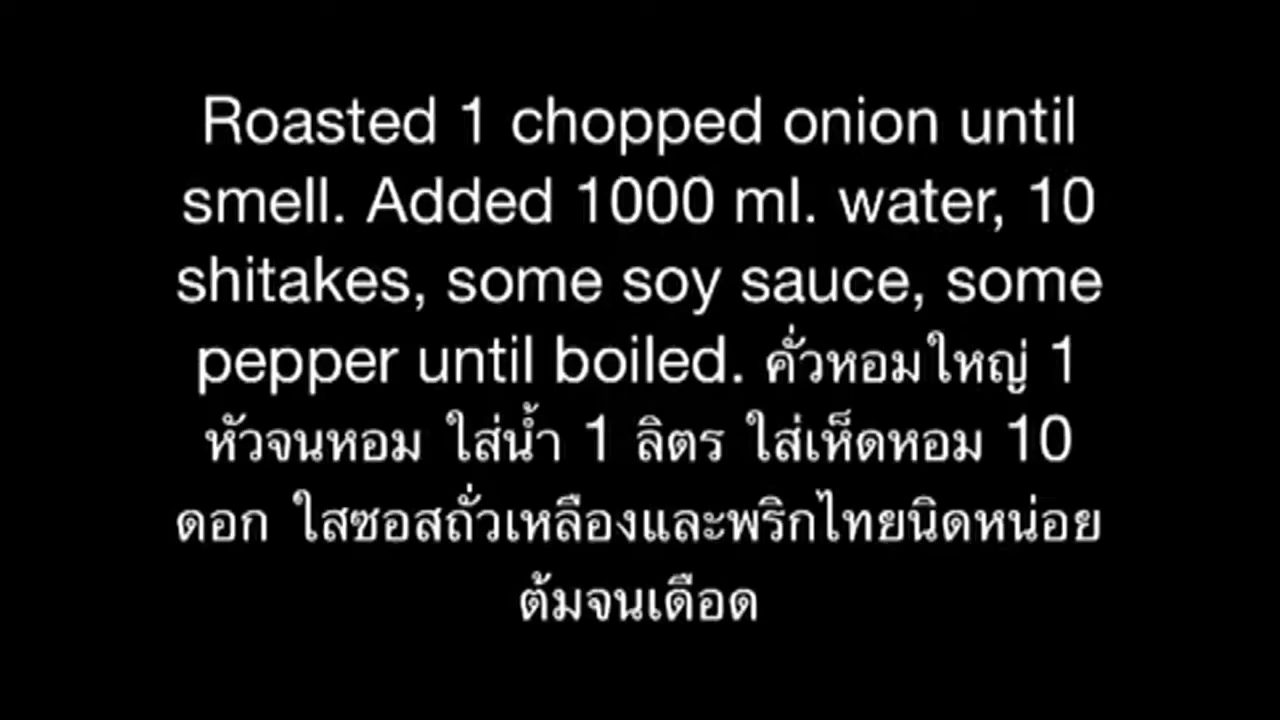 Roasted 1 chopped onion until
smell. Added 1000 ml. water, 10
shitakes, some soy sauce, some
pepper until boiled. คั่วหอมใหญ่ 1
หัวจนหอม ใส่น้ำ 1 ลิตร ใส่เห็ดหอม 10
ดอก ใสซอสถั่วเหลืองและพริกไทยนิดหน่อย
ต้มจนเดือด